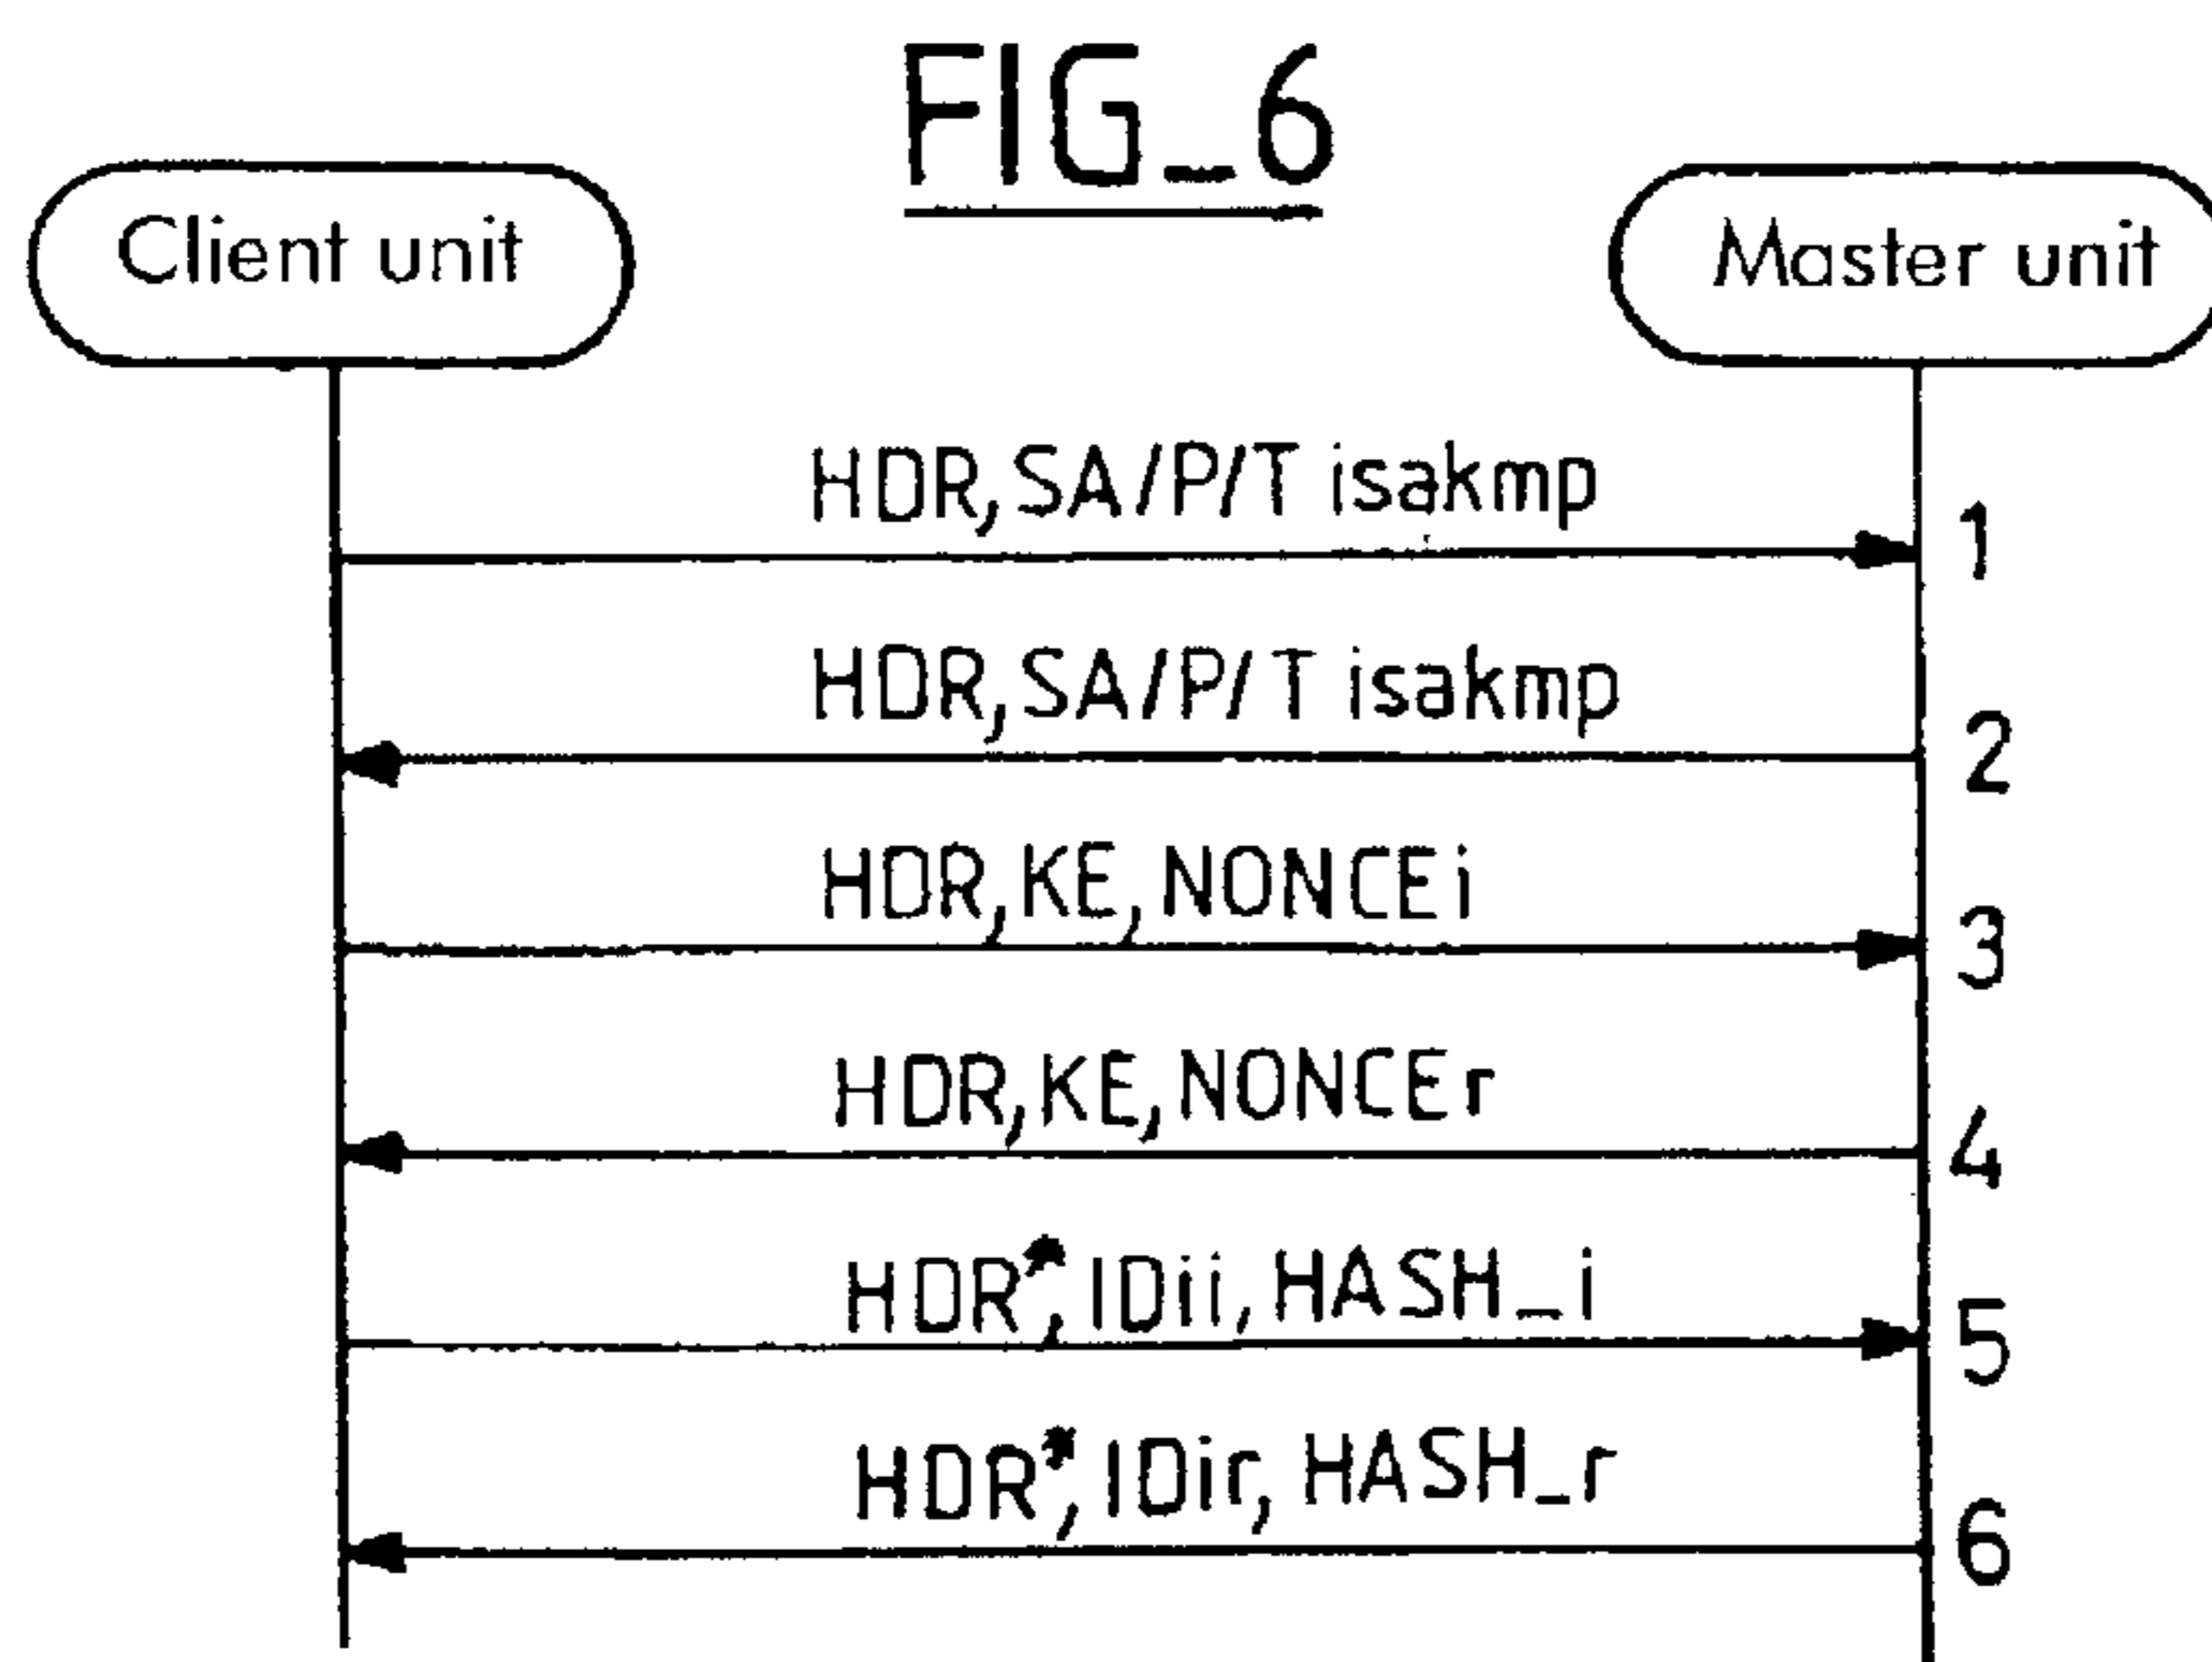 FIG_6
Client unit
Master unit
HDR,SA/P/T isakmp
1
HDR,SA/P/T isakmp
2
HDR,KE,NONCEi
3
HDR,KE,NONCEr
4
HDR*,IDii,HASH_i
5
HDR*,IDir,HASH_r
6